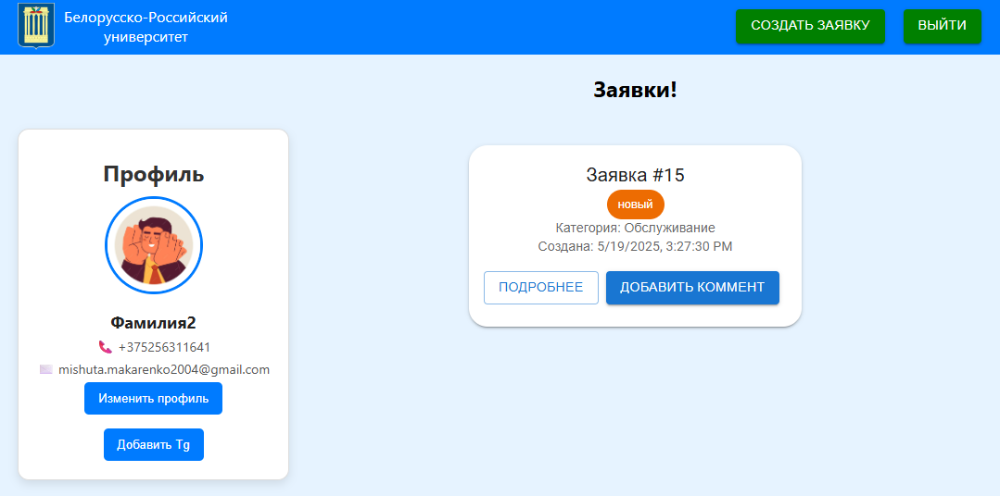 Белорусско-Российский
университет
СОЗДАТЬ ЗАЯВКУ
ВЫЙТИ
Заявки!
Профиль
Фамилия2
+375256311641
mishuta.makarenko2004@gmail.com
Изменить профиль
Добавить Tg
Заявка #15
новый
Категория: Обслуживание
Создана: 5/19/2025, 3:27:30 PM
ПОДРОБНЕЕ
ДОБАВИТЬ КОММЕНТ